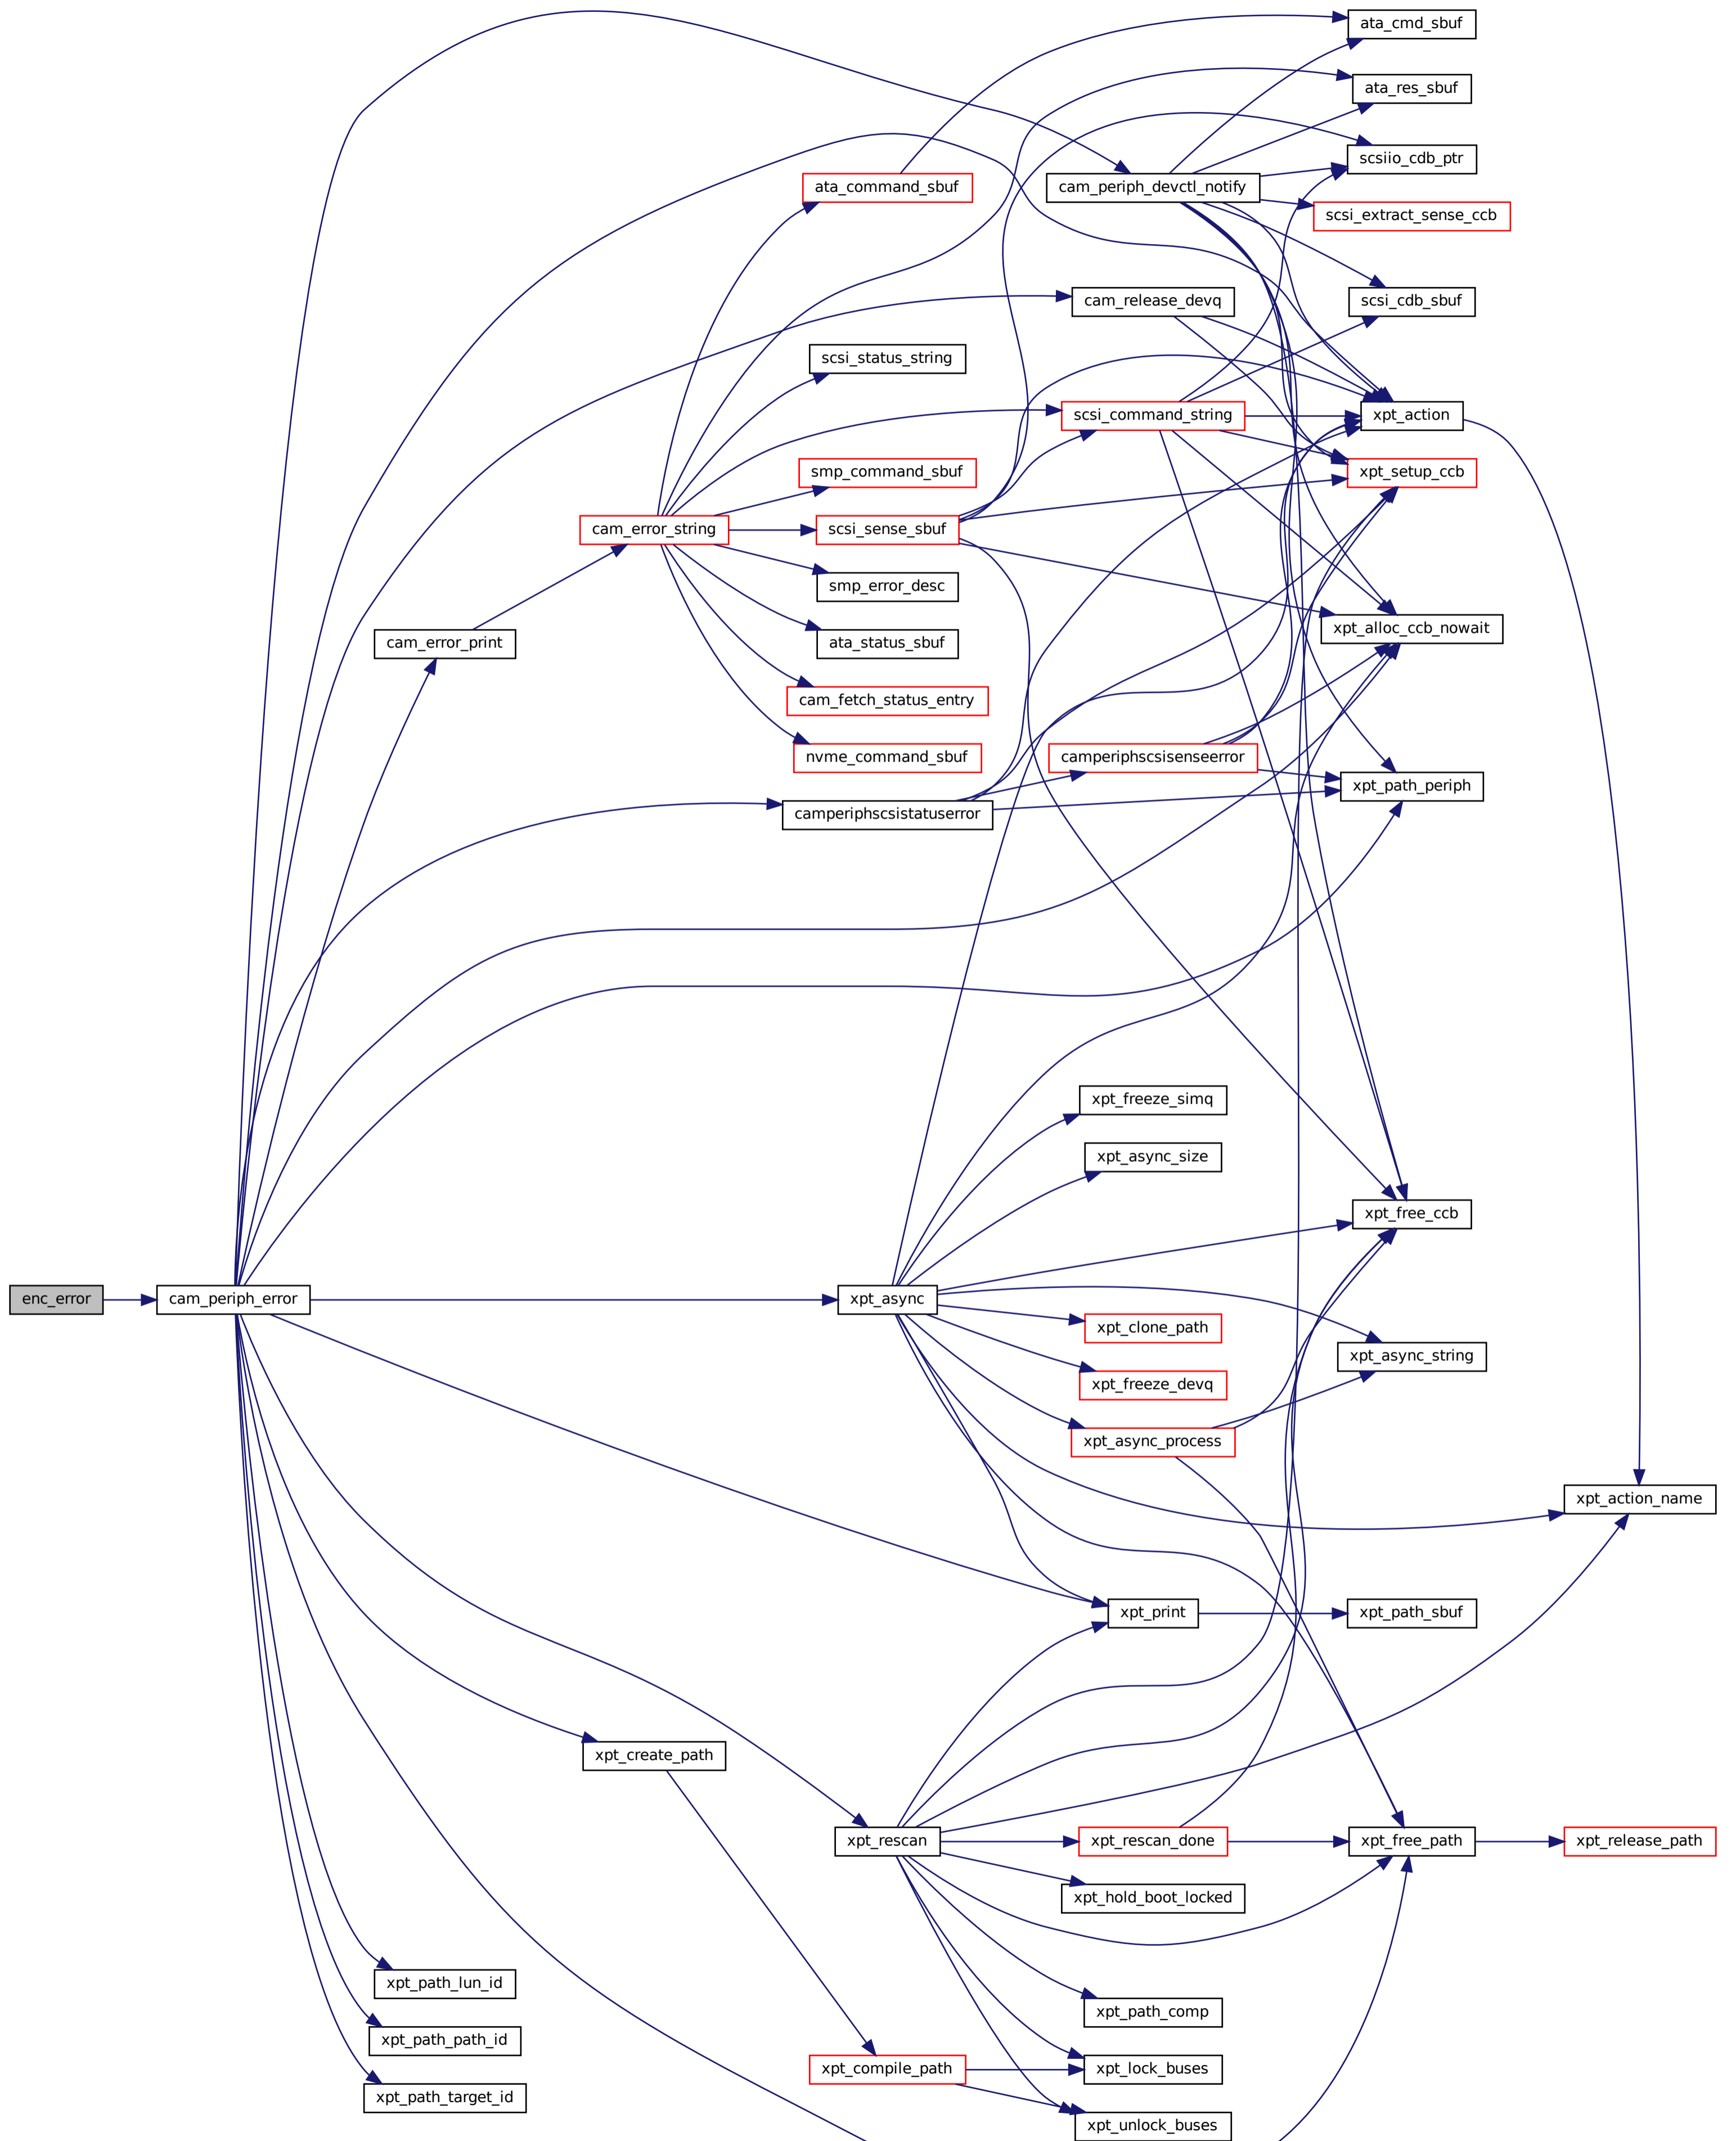 ata_cmd_sbuf
ata_res_sbuf
scsiio_cdb_ptr
ata_command_sbuf
cam_periph_devctl_notify
scsi_extract_sense_ccb
cam_release_devq
scsi_cdb_sbuf
scsi_status_string
scsi_command_string
xpt_action
smp_command_sbuf
xpt_setup_ccb
cam_error_string
scsi_sense_sbuf
smp_error_desc
cam_error_print
ata_status_sbuf
xpt_alloc_ccb_nowait
cam_fetch_status_entry
nvme_command_sbuf
camperiphscsisenseerror
xpt_path_periph
camperiphscsistatuserror
xpt_freeze_simq
xpt_async_size
xpt_free_ccb
enc_error
cam_periph_error
xpt_async
xpt_clone_path
xpt_async_string
xpt_freeze_devq
xpt_async_process
xpt_action_name
xpt_print
xpt_path_sbuf
xpt_create_path
xpt_rescan
xpt_rescan_done
xpt_free_path
xpt_release_path
xpt_hold_boot_locked
xpt_path_lun_id
xpt_path_comp
xpt_path_path_id
xpt_compile_path
xpt_lock_buses
xpt_path_target_id
xpt_unlock_buses